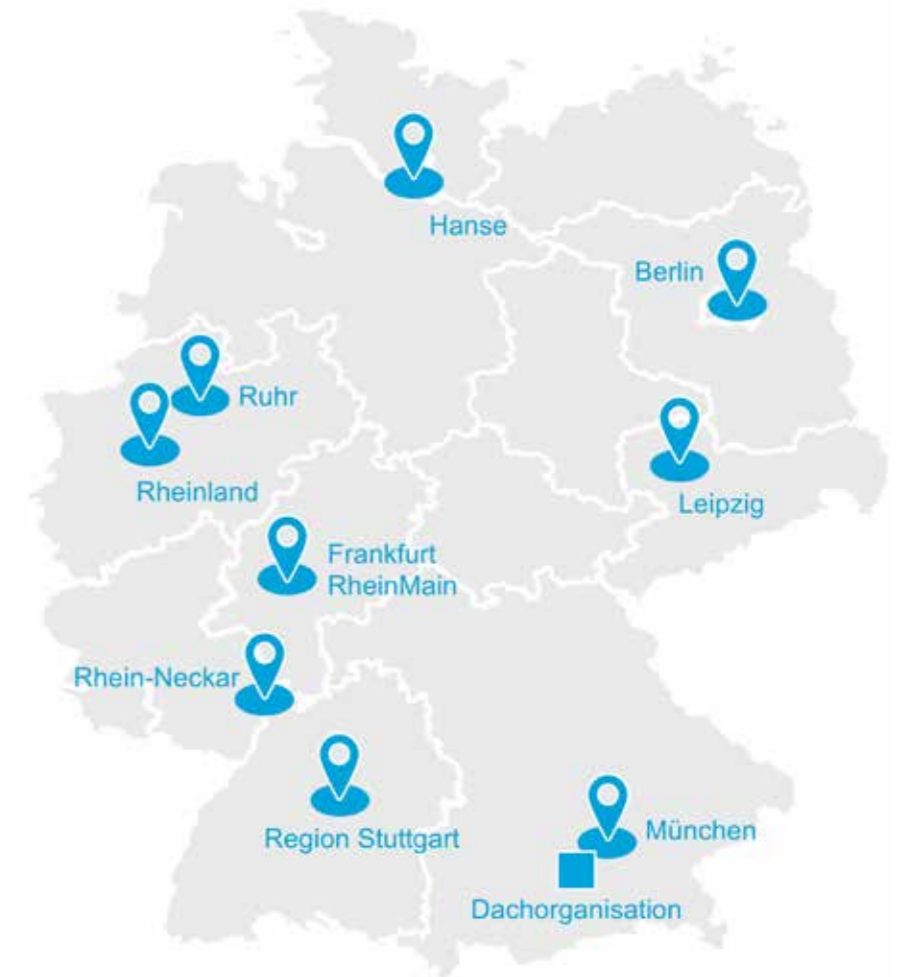 Hanse
Berlin
Ruhr
Rheinland
Leipzig
Frankfurt
RheinMain
Rhein-Neckar
Region Stuttgart
München
Dachorganisation